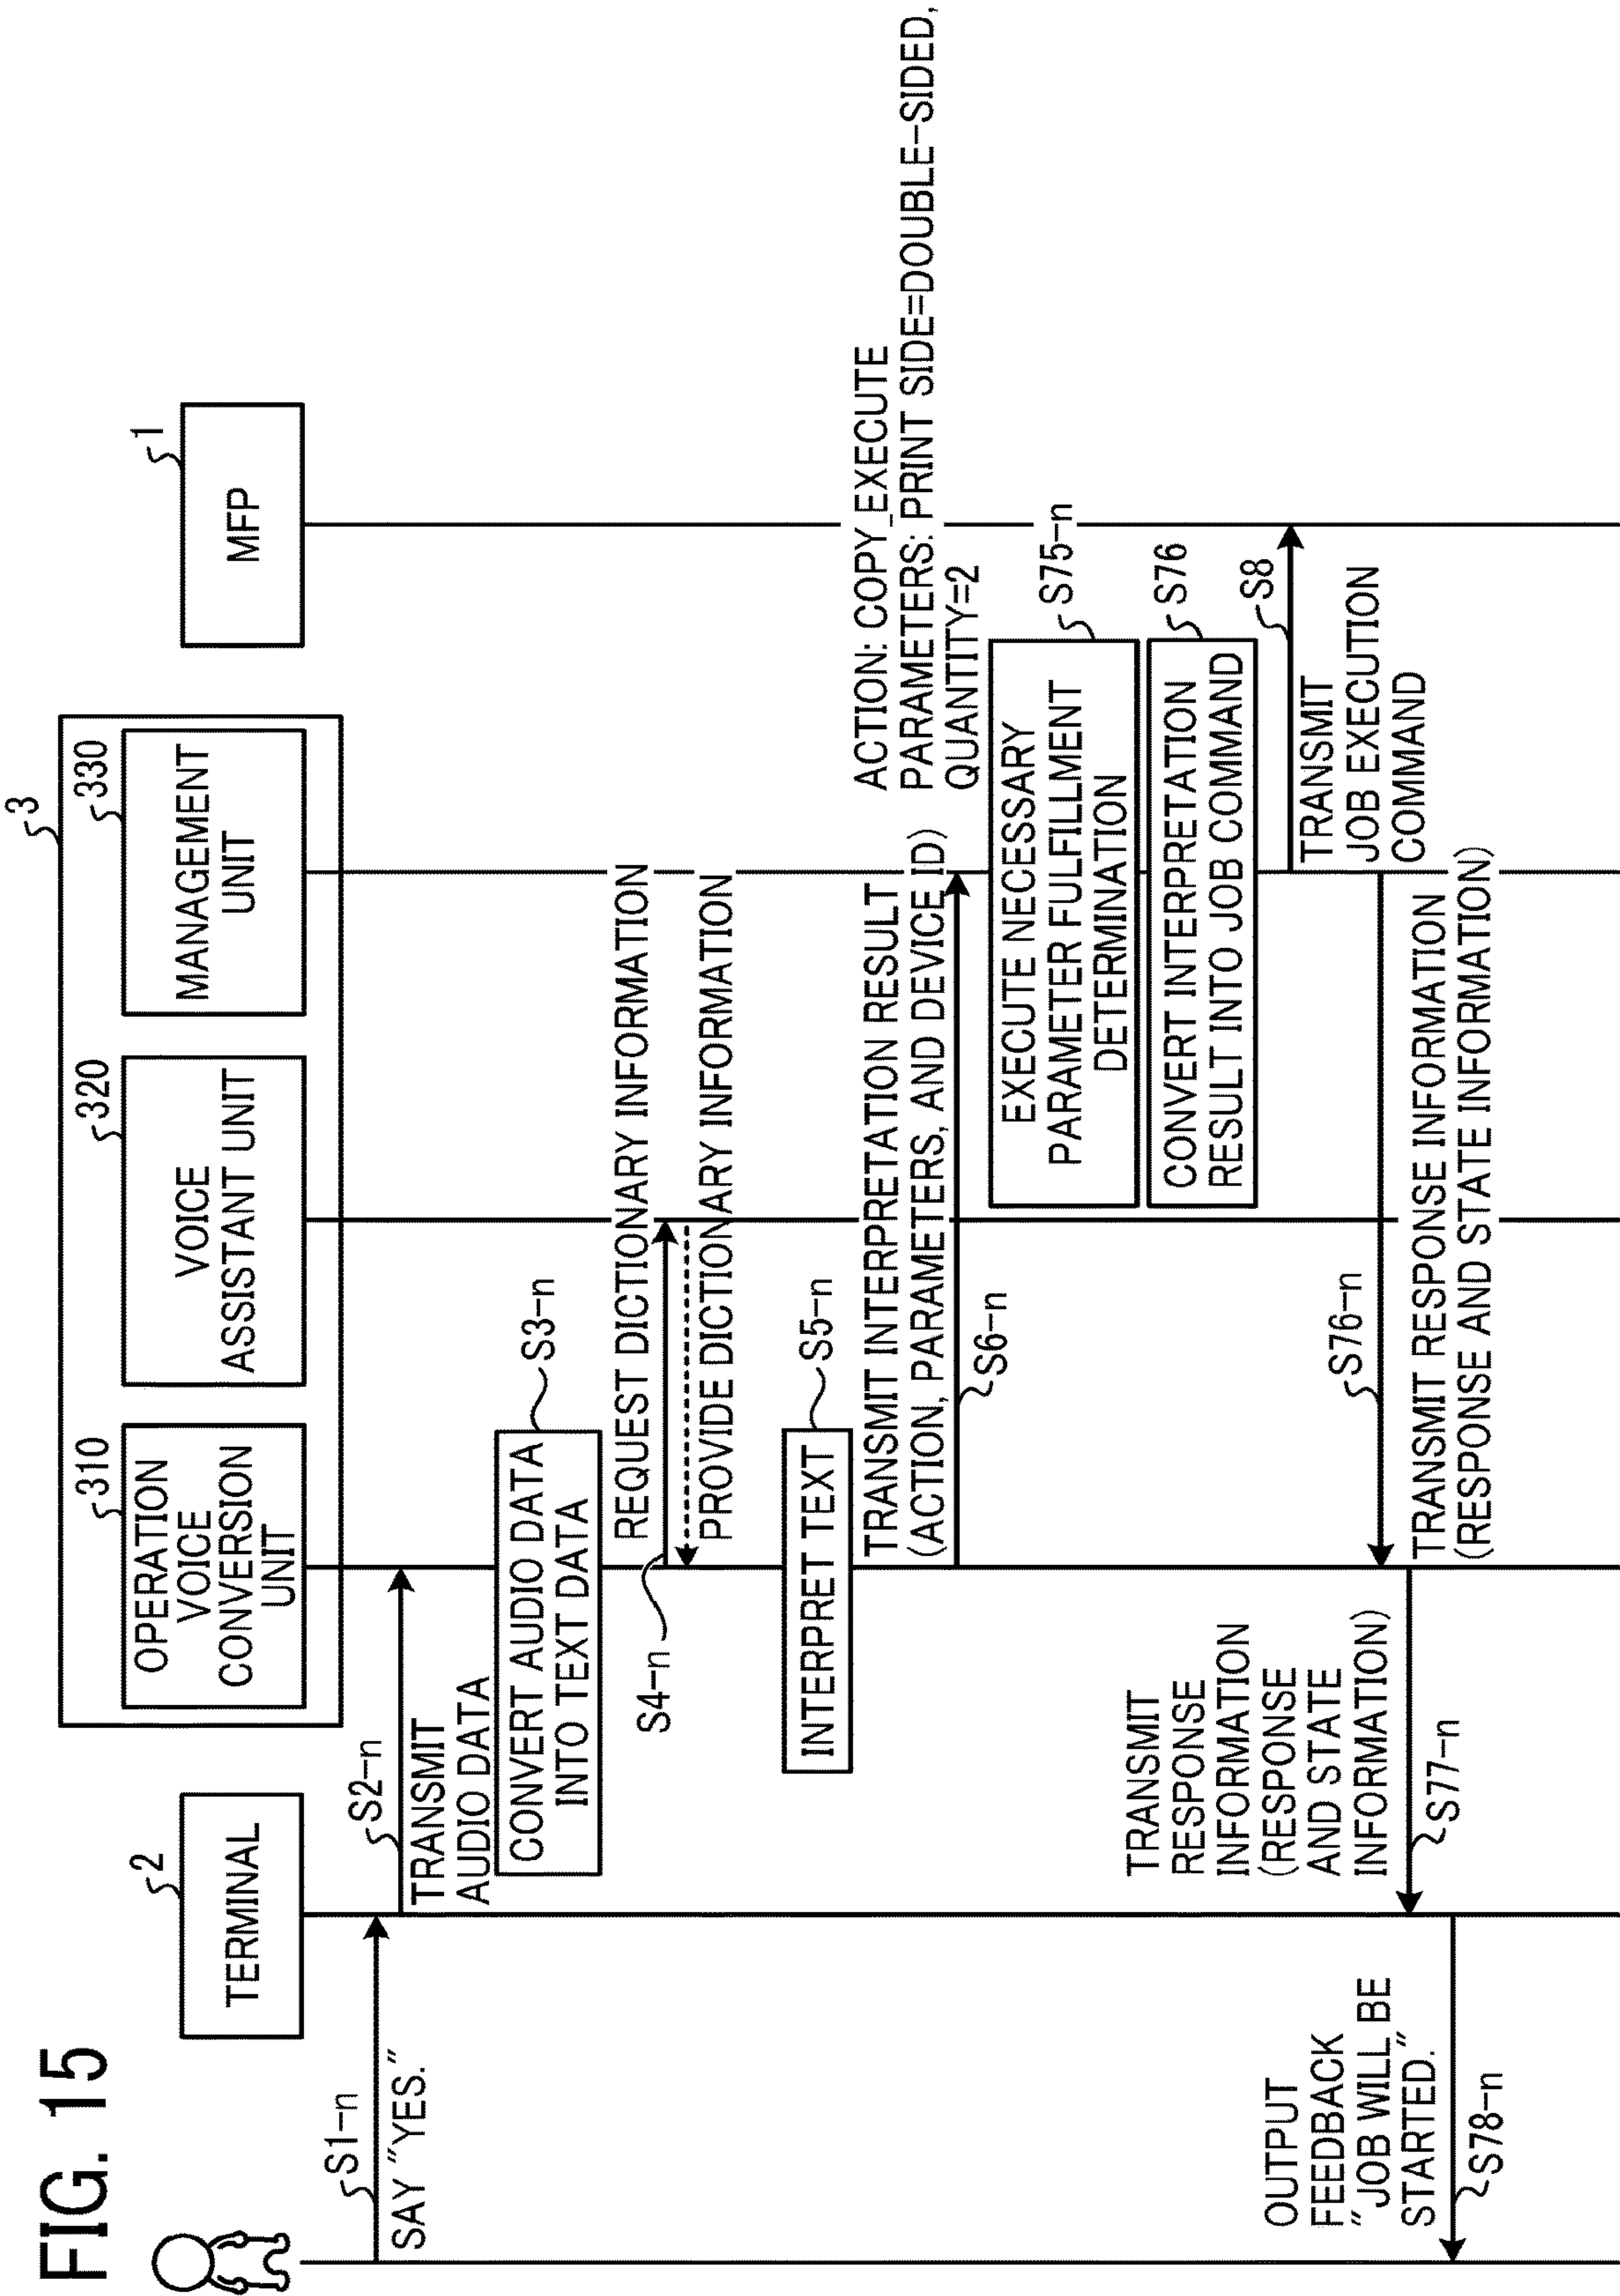 FIG. 15
3
2
310
320
330
1
TERMINAL
OPERATION
VOICE
CONVERSION
UNIT
VOICE
ASSISTANT UNIT
MANAGEMENT
UNIT
MFP
S1-n
SAY "YES."
S2-n
TRANSMIT
AUDIO DATA
CONVERT AUDIO DATA
INTO TEXT DATA
S3-n
REQUEST DICTIONARY INFORMATION
S4-n
PROVIDE DICTIONARY INFORMATION
INTERPRET TEXT
S5-n
TRANSMIT INTERPRETATION RESULT
(ACTION, PARAMETERS, AND DEVICE ID)
S6-n
ACTION: COPY_EXECUTE
PARAMETERS: PRINT SIDE=DOUBLE-SIDED,
QUANTITY=2
EXECUTE NECESSARY
PARAMETER FULFILLMENT
DETERMINATION
S75-n
CONVERT INTERPRETATION
RESULT INTO JOB COMMAND
S76
S8
TRANSMIT
JOB EXECUTION
COMMAND
S76-n
TRANSMIT RESPONSE INFORMATION
(RESPONSE AND STATE INFORMATION)
TRANSMIT
RESPONSE
INFORMATION
(RESPONSE
AND STATE
INFORMATION)
S77-n
OUTPUT
FEEDBACK
"JOB WILL BE
STARTED."
S78-n